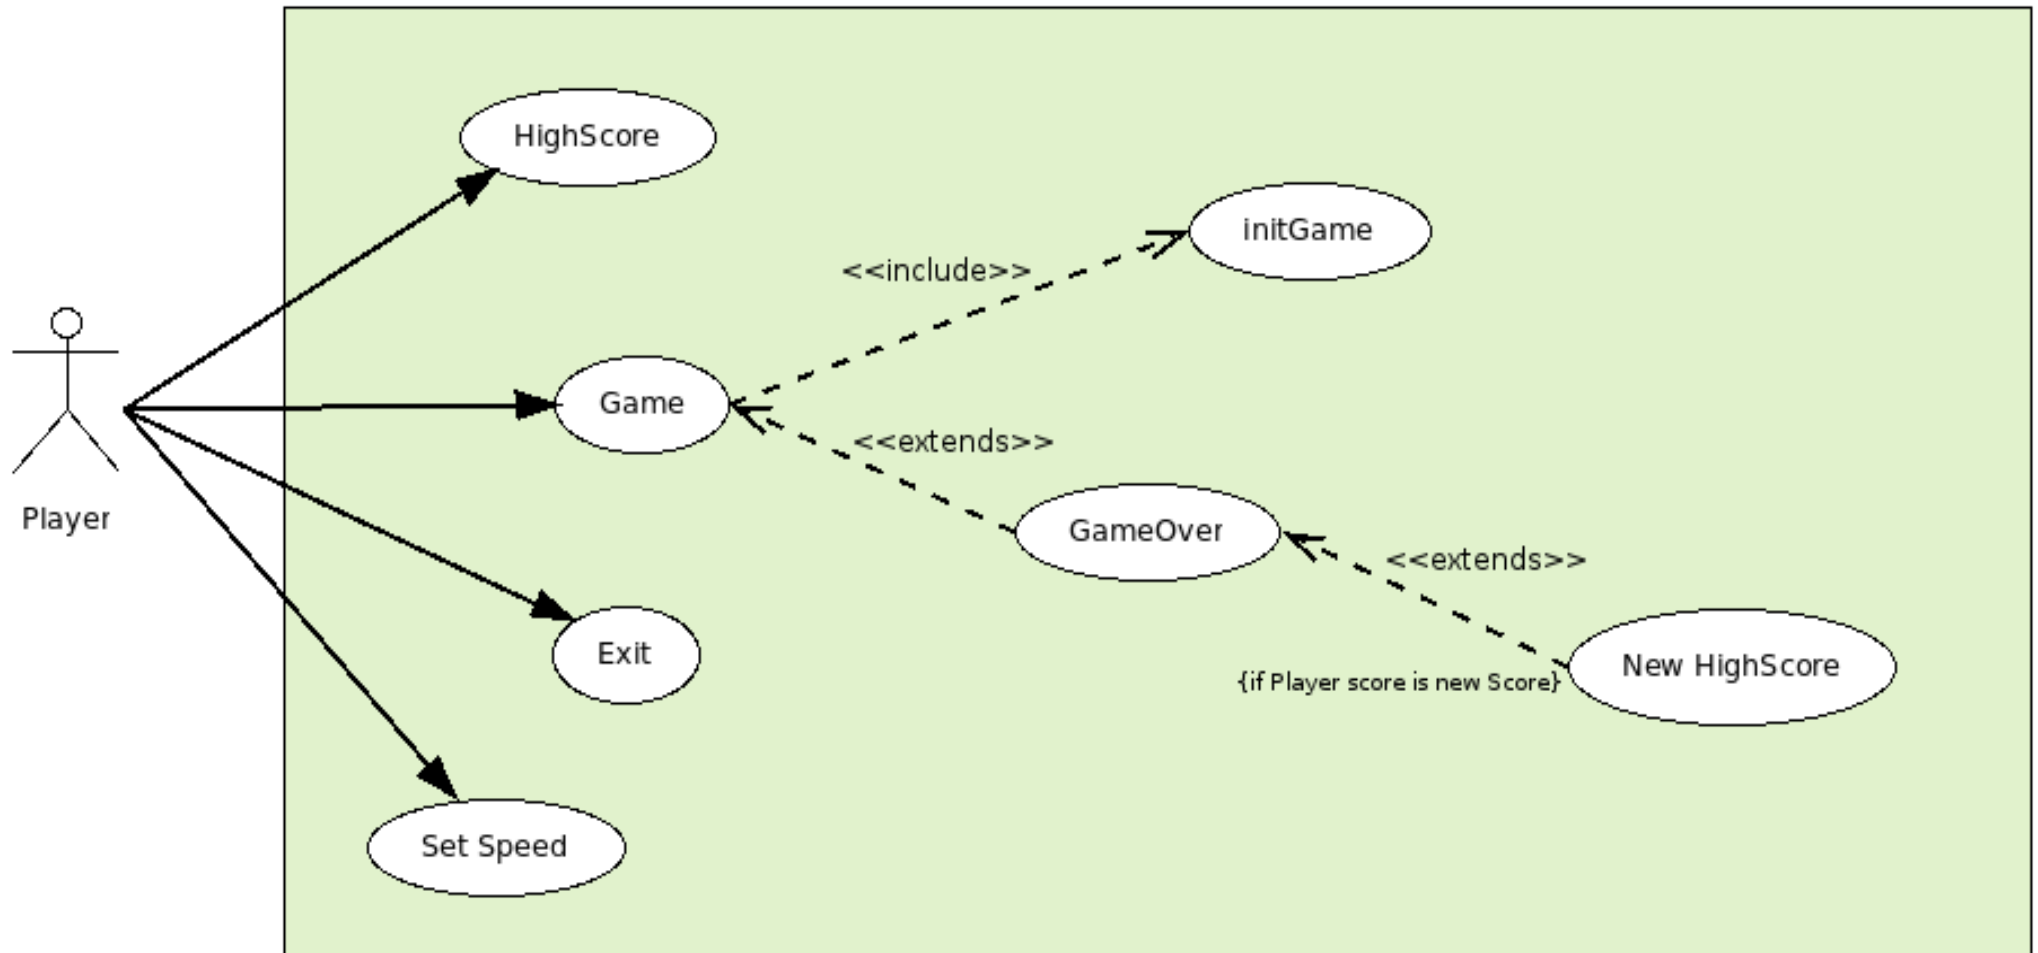 HighScore
initGame
<<include>>
Game
<<extends>>
Player
GameOver
<<extends>>
Exit
New HighScore
{if Player score is new Score}
Set Speed